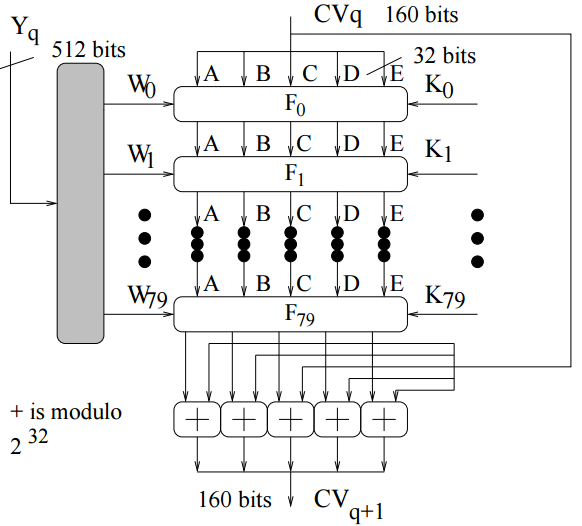 Yq
512 bits
CVq 160 bits
32 bits
A B C D E
W0 F0 K0
A B C D E
W1 F1 K1
A B C D E
A B C D E
W79 F79 K79
+ + + + +
+ is modulo
2 32
160 bits CVq+1